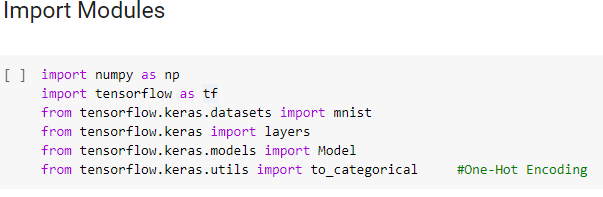 Import Modules
[ ] import numpy as np
import tensorflow as tf
from tensorflow.keras.datasets import mnist
from tensorflow.keras import layers
from tensorflow.keras.models import Model
from tensorflow.keras.utils import to_categorical #One-Hot Encoding